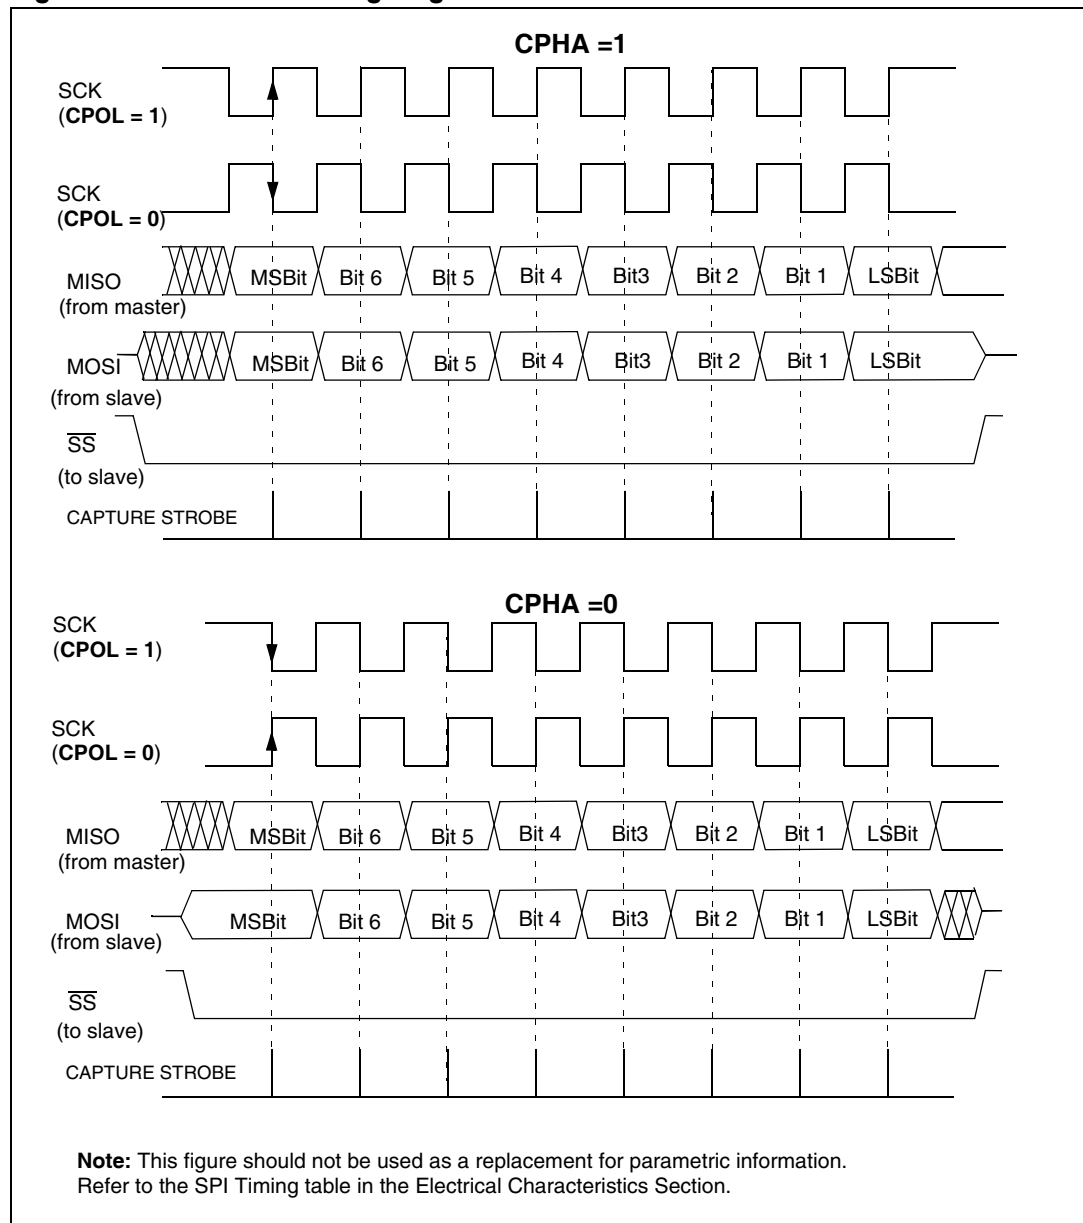 CPHA =1
SCK
(CPOL = 1)
SCK
(CPOL = 0)
MISO
(from master)
MSBit Bit 6 Bit 5 Bit 4 Bit3 Bit 2 Bit 1 LSBit
MOSI
(from slave)
MSBit Bit 6 Bit 5 Bit 4 Bit3 Bit 2 Bit 1 LSBit
SS
(to slave)
CAPTURE STROBE
CPHA =0
SCK
(CPOL = 1)
SCK
(CPOL = 0)
MISO
(from master)
MSBit Bit 6 Bit 5 Bit 4 Bit3 Bit 2 Bit 1 LSBit
MOSI
(from slave)
MSBit Bit 6 Bit 5 Bit 4 Bit3 Bit 2 Bit 1 LSBit
SS
(to slave)
CAPTURE STROBE
Note: This figure should not be used as a replacement for parametric information.
Refer to the SPI Timing table in the Electrical Characteristics Section.